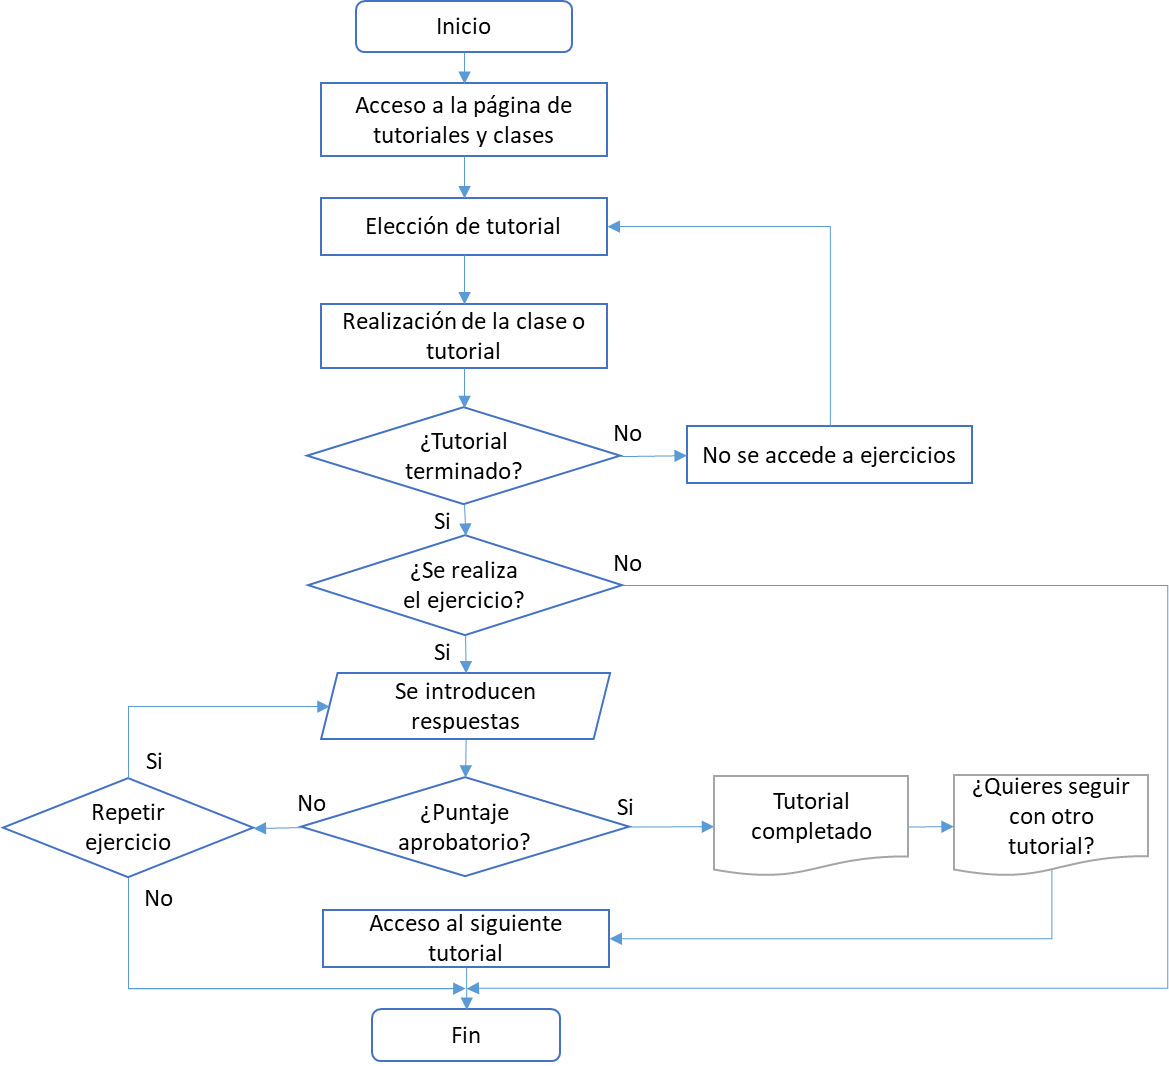 Inicio
Acceso a la página de
tutoriales y clases
Elección de tutorial
Realización de la clase o
tutorial
¿Tutorial
terminado?
No
No se accede a ejercicios
Si
¿Se realiza
el ejercicio?
No
Si
Se introducen
respuestas
Si
Repetir
ejercicio
No
No
¿Puntaje
aprobatorio?
Si
Tutorial
completado
¿Quieres seguir
con otro
tutorial?
Acceso al siguiente
tutorial
Fin